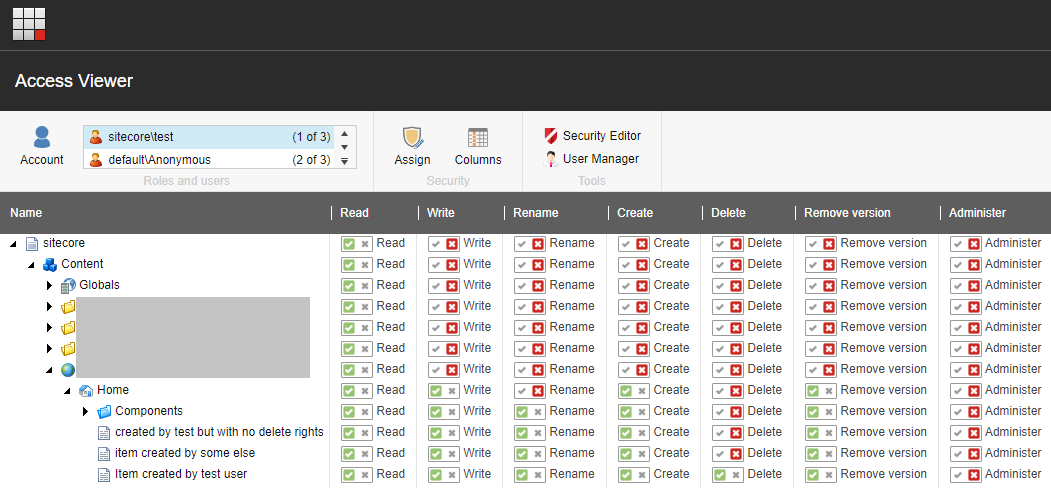 Access Viewer
Account
sitecore\test (1 of 3)
default\Anonymous (2 of 3)
Roles and users
Assign
Columns
Security
Security Editor
User Manager
Tools
Name Read Write Rename Create Delete Remove version Administer
sitecore Read Write Rename Create Delete Remove version Administer
Content Read Write Rename Create Delete Remove version Administer
Globals Read Write Rename Create Delete Remove version Administer
Read Write Rename Create Delete Remove version Administer
Read Write Rename Create Delete Remove version Administer
Read Write Rename Create Delete Remove version Administer
Read Write Rename Create Delete Remove version Administer
Home Read Write Rename Create Delete Remove version Administer
Components Read Write Rename Create Delete Remove version Administer
created by test but with no delete rights Read Write Rename Create Delete Remove version Administer
item created by some else Read Write Rename Create Delete Remove version Administer
Item created by test user Read Write Rename Create Delete Remove version Administer